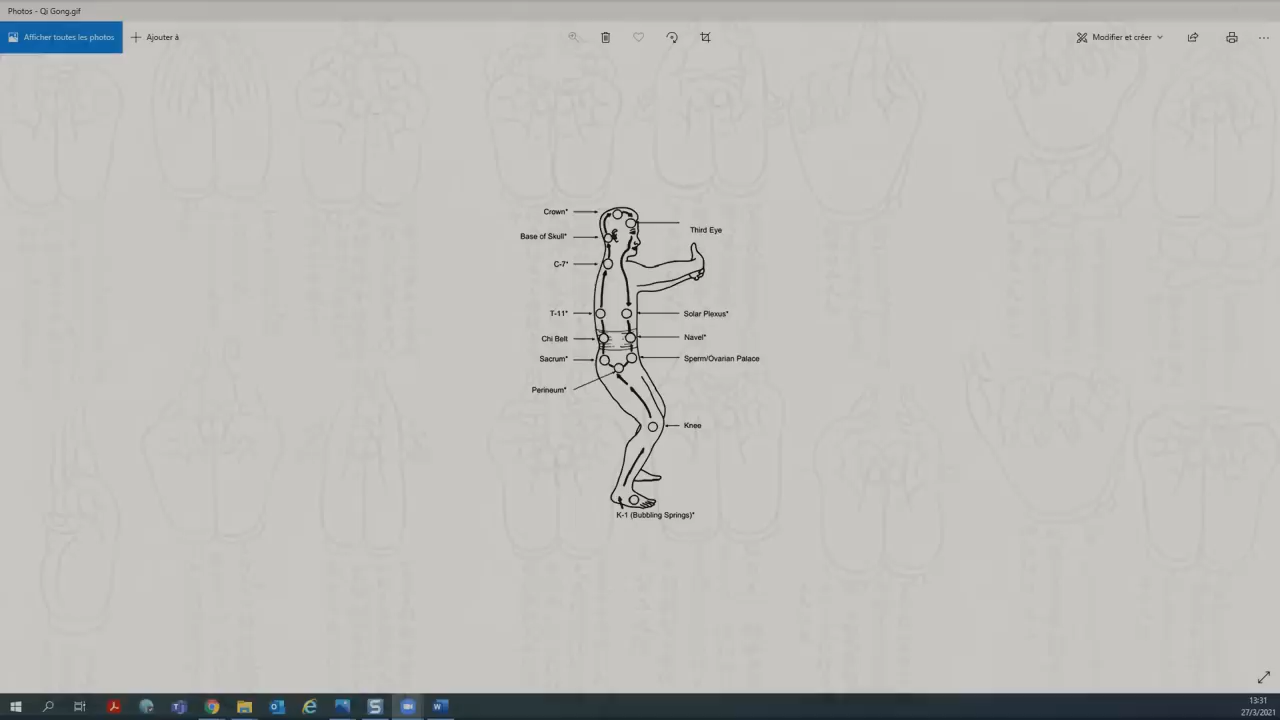 Photos - Qi Gong.gif
Afficher toutes les photos
Ajouter à
Modifier et créer
Crown*
Third Eye
Base of Skull*
C-7*
T-11*
Solar Plexus*
Chi Belt
Navel*
Sacrum*
Sperm/Ovarian Palace
Perineum*
Knee
K-1 (Bubbling Springs)*
13:31
27/3/2021